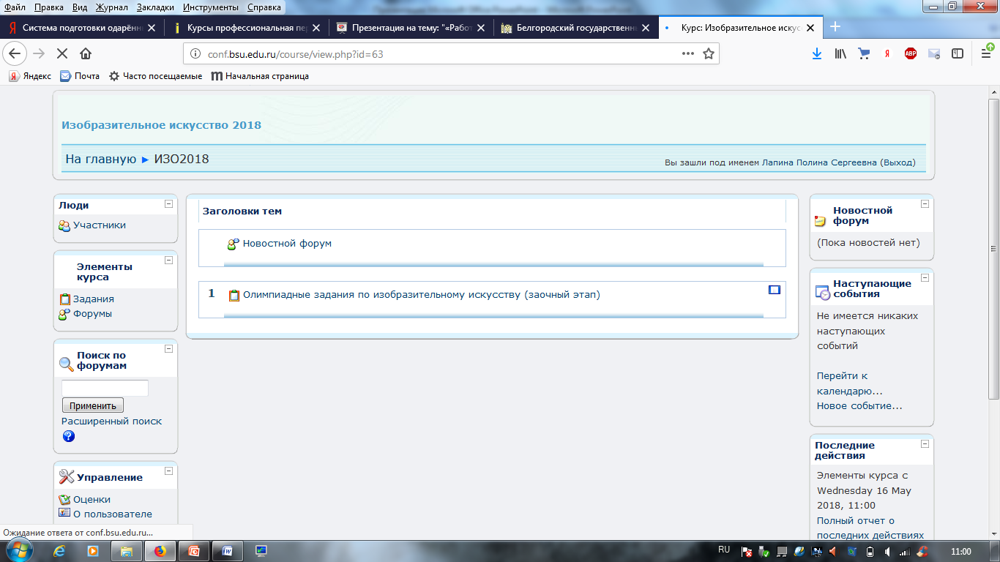 Файл Правка Вид Журнал Закладки Инструменты Справка
Система подготовки одарённ
Курсы профессиональная пер
Презентация на тему: "«Работ
Белгородский государственны
Курс: Изобразительное искус
conf.bsu.edu.ru/course/view.php?id=63
ABP
Яндекс Почта Часто посещаемые Начальная страница
Изобразительное искусство 2018
На главную ► ИЗО2018
Вы зашли под именем Лапина Полина Сергеевна (Выход)
Люди
Участники
Элементы
курса
Задания
Форумы
Поиск по
форумам
Применить
Расширенный поиск
Управление
Оценки
О пользователе
Заголовки тем
Новостной форум
1 Олимпиадные задания по изобразительному искусству (заочный этап)
Новостной
форум
(Пока новостей нет)
Наступающие
события
Не имеется никаких
наступающих
событий
Перейти к
календарю...
Новое событие...
Последние
действия
Элементы курса с
Wednesday 16 May
2018, 11:00
Полный отчет о
последних действиях
Ожидание ответа от conf.bsu.edu.ru...
RU
11:00